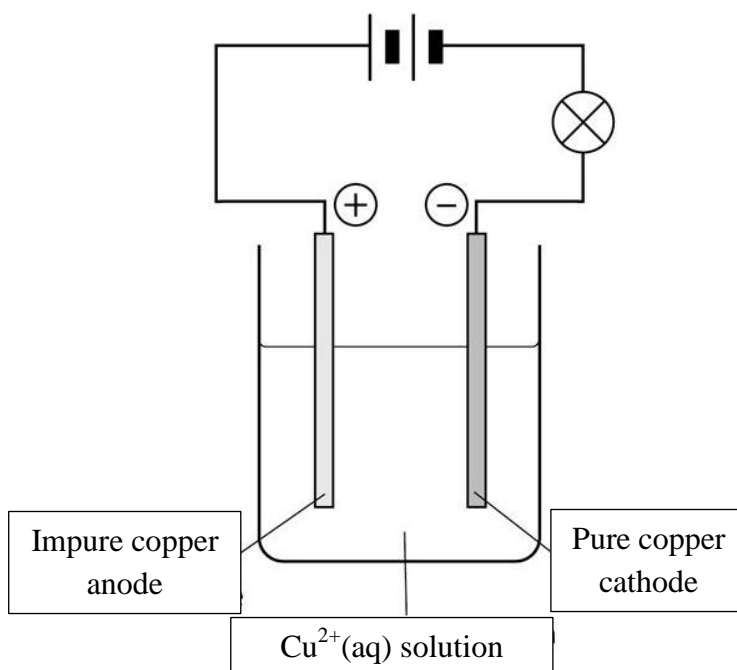 +
−
Impure copper
anode
Pure copper
cathode
Cu²⁺(aq) solution